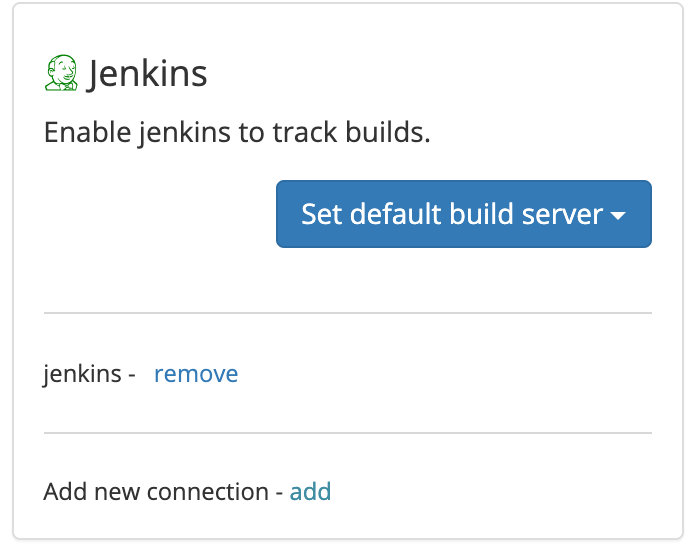 Jenkins
Enable jenkins to track builds.
Set default build server
jenkins - remove
Add new connection - add